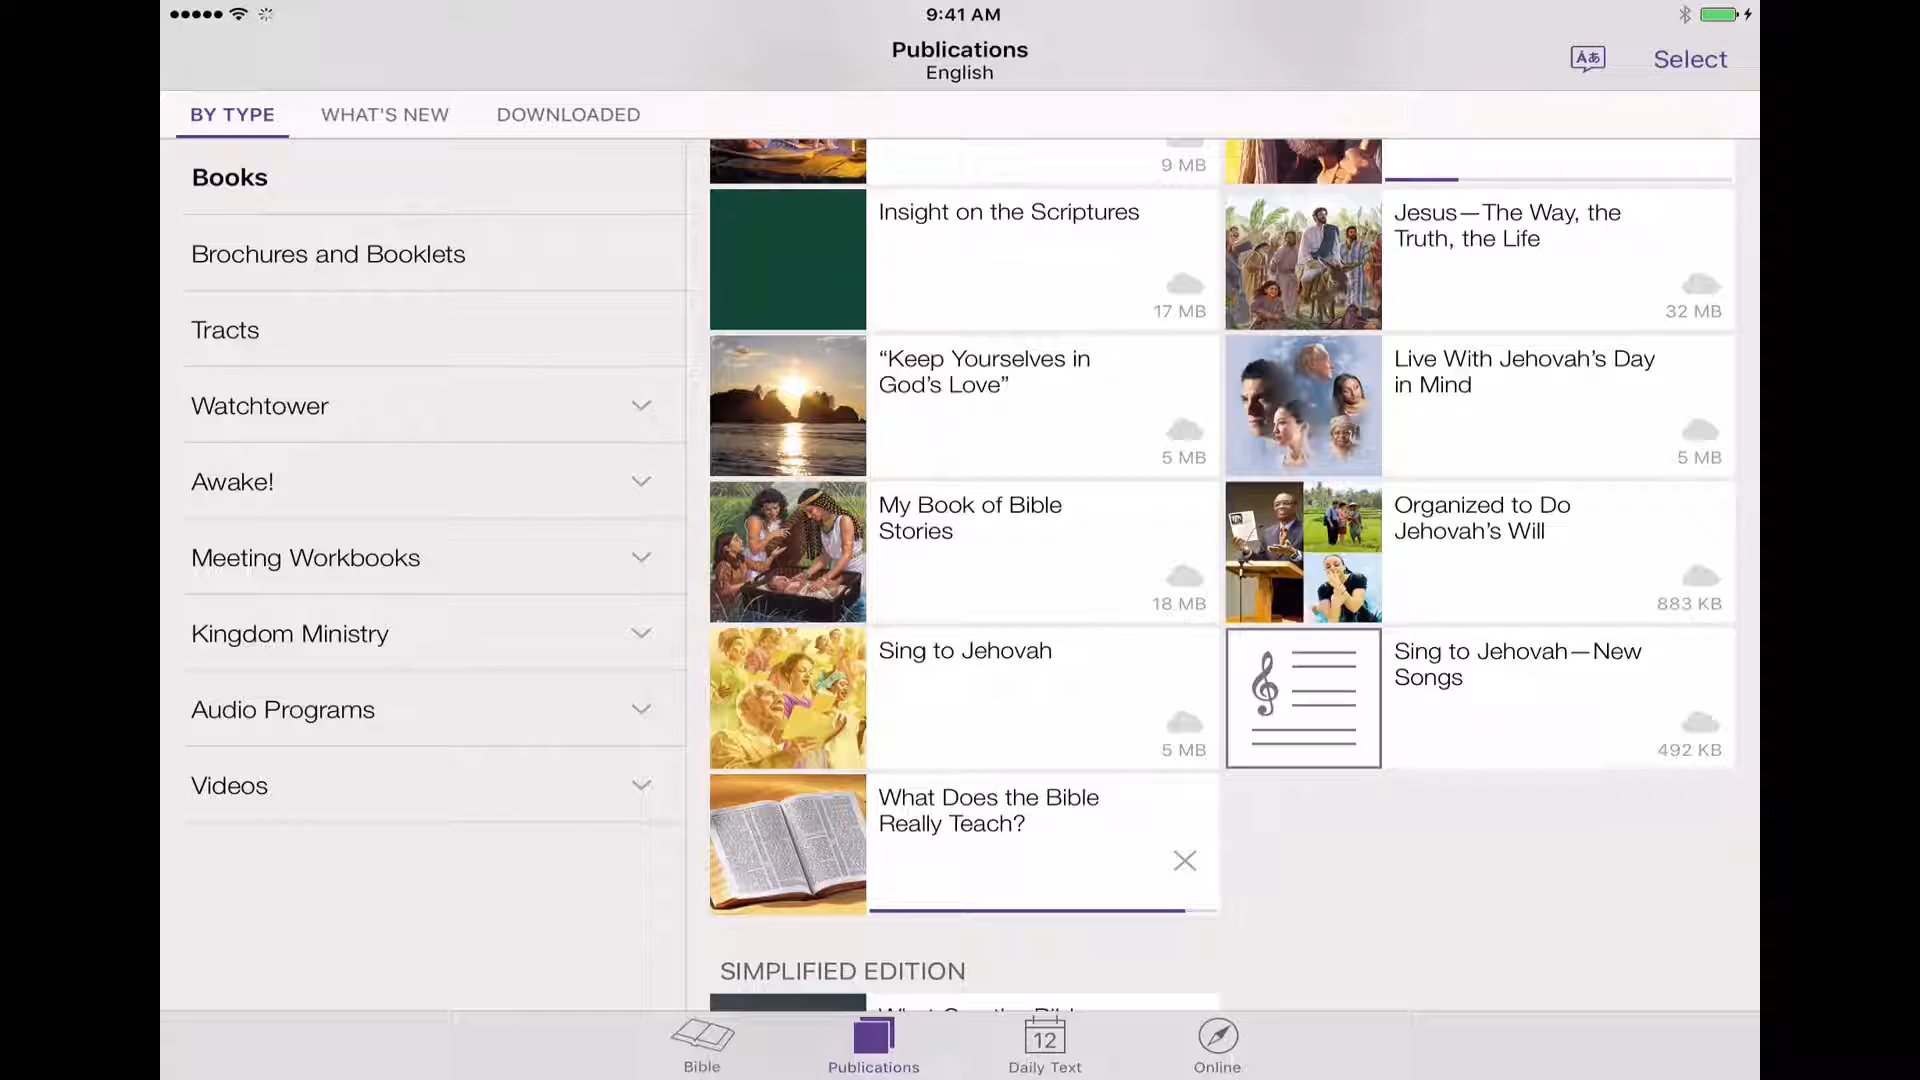 9:41 AM
Publications
English
Select
BY TYPE
WHAT'S NEW
DOWNLOADED
Books
Brochures and Booklets
Tracts
Watchtower
Awake!
Meeting Workbooks
Kingdom Ministry
Audio Programs
Videos
9 MB
Insight on the Scriptures
17 MB
Jesus—The Way, the
Truth, the Life
32 MB
“Keep Yourselves in
God’s Love”
5 MB
Live With Jehovah’s Day
in Mind
5 MB
My Book of Bible
Stories
18 MB
Organized to Do
Jehovah’s Will
883 KB
Sing to Jehovah
5 MB
Sing to Jehovah—New
Songs
492 KB
What Does the Bible
Really Teach?
SIMPLIFIED EDITION
Bible
Publications
12
Daily Text
Online